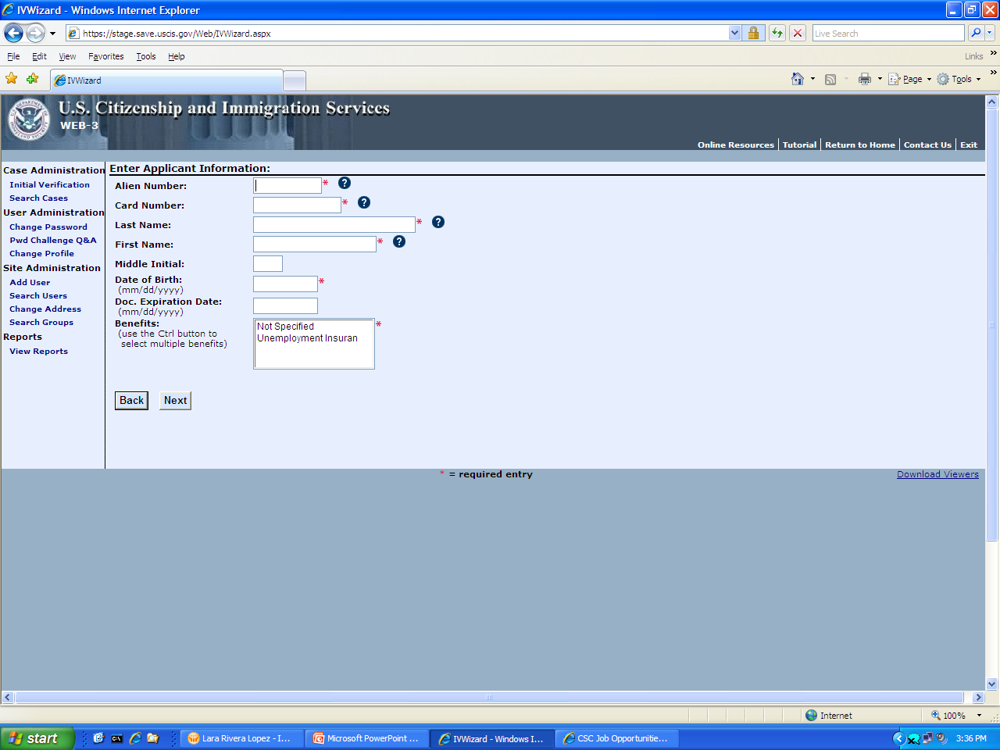 IVWizard - Windows Internet Explorer
https://stage.save.uscis.gov/Web/IVWizard.aspx
Live Search
File Edit View Favorites Tools Help
Links »
IVWizard
Page Tools »
U.S. Citizenship and Immigration Services
WEB-3
Online Resources | Tutorial | Return to Home | Contact Us | Exit
Case Administration
Initial Verification
Search Cases
User Administration
Change Password
Pwd Challenge Q&A
Change Profile
Site Administration
Add User
Search Users
Change Address
Search Groups
Reports
View Reports
Enter Applicant Information:
Alien Number: * ?
Card Number: * ?
Last Name: * ?
First Name: * ?
Middle Initial:
Date of Birth: *
(mm/dd/yyyy)
Doc. Expiration Date:
(mm/dd/yyyy)
Benefits: *
(use the Ctrl button to
select multiple benefits)
Not Specified
Unemployment Insuran
Back Next
* = required entry
Download Viewers
Internet
100%
start
Lara Rivera Lopez - I...
Microsoft PowerPoint ...
IVWizard - Windows I...
CSC Job Opportunitie...
3:36 PM